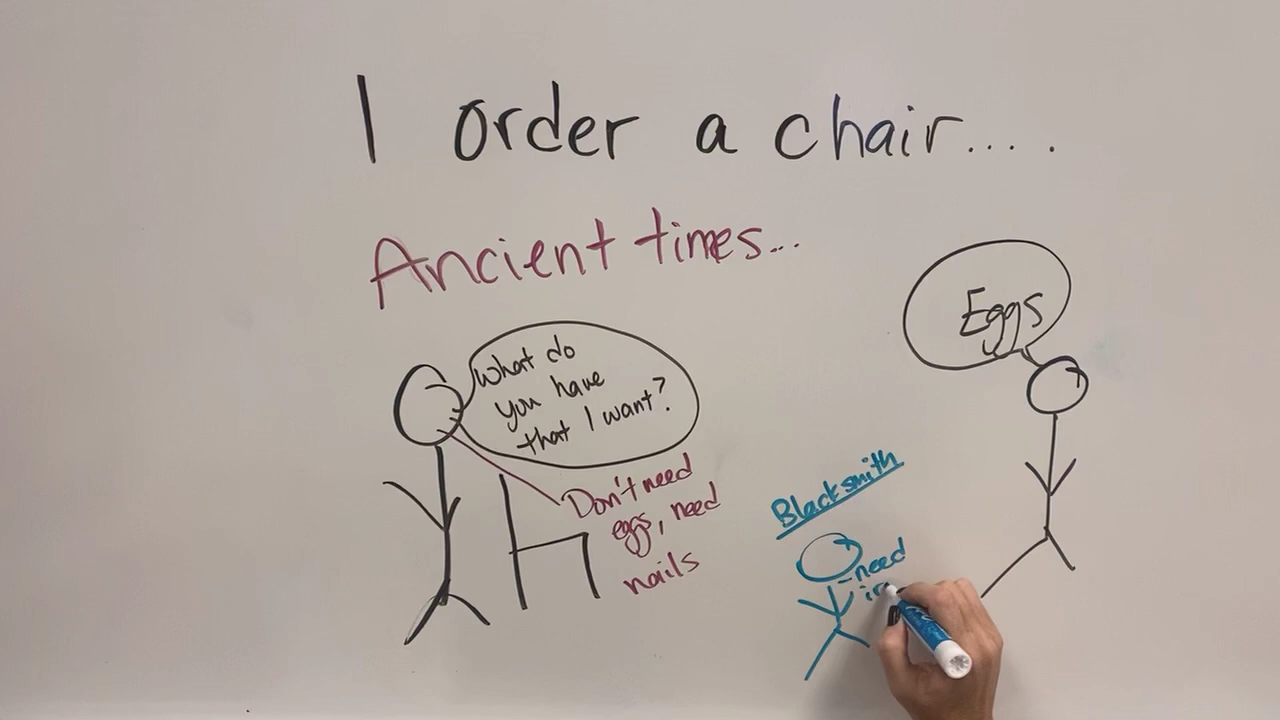 I order a chair....
Ancient times...
What do
you have
that I want?
Eggs
Don't need
eggs, need
nails
Blacksmith
-need